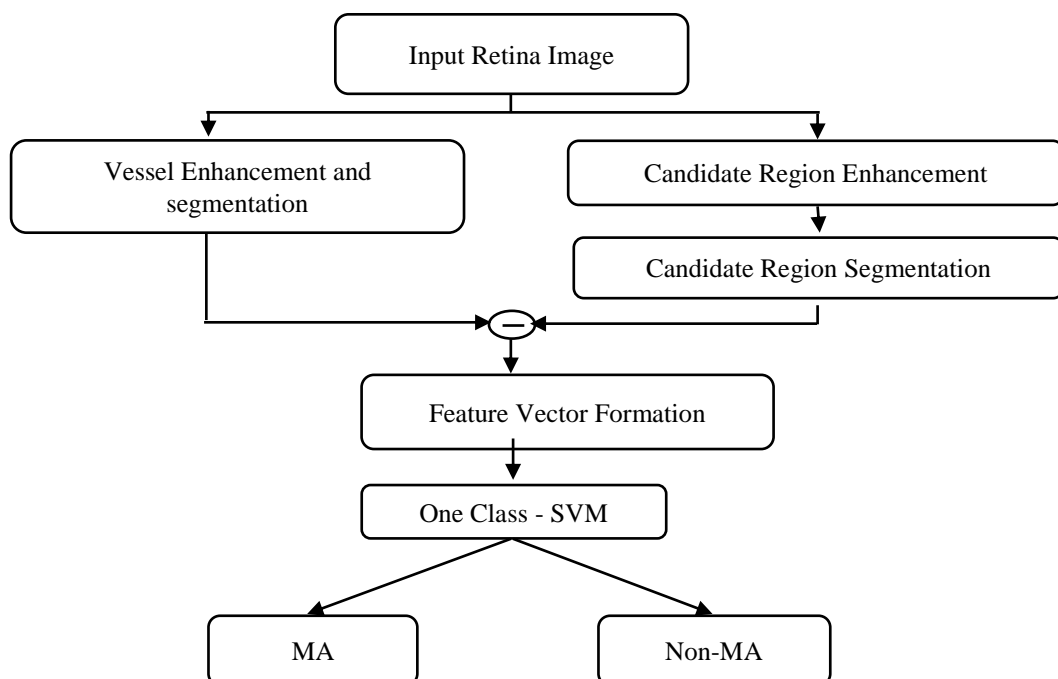 Input Retina Image
Vessel Enhancement and
segmentation
Candidate Region Enhancement
Candidate Region Segmentation
Feature Vector Formation
One Class - SVM
MA
Non-MA